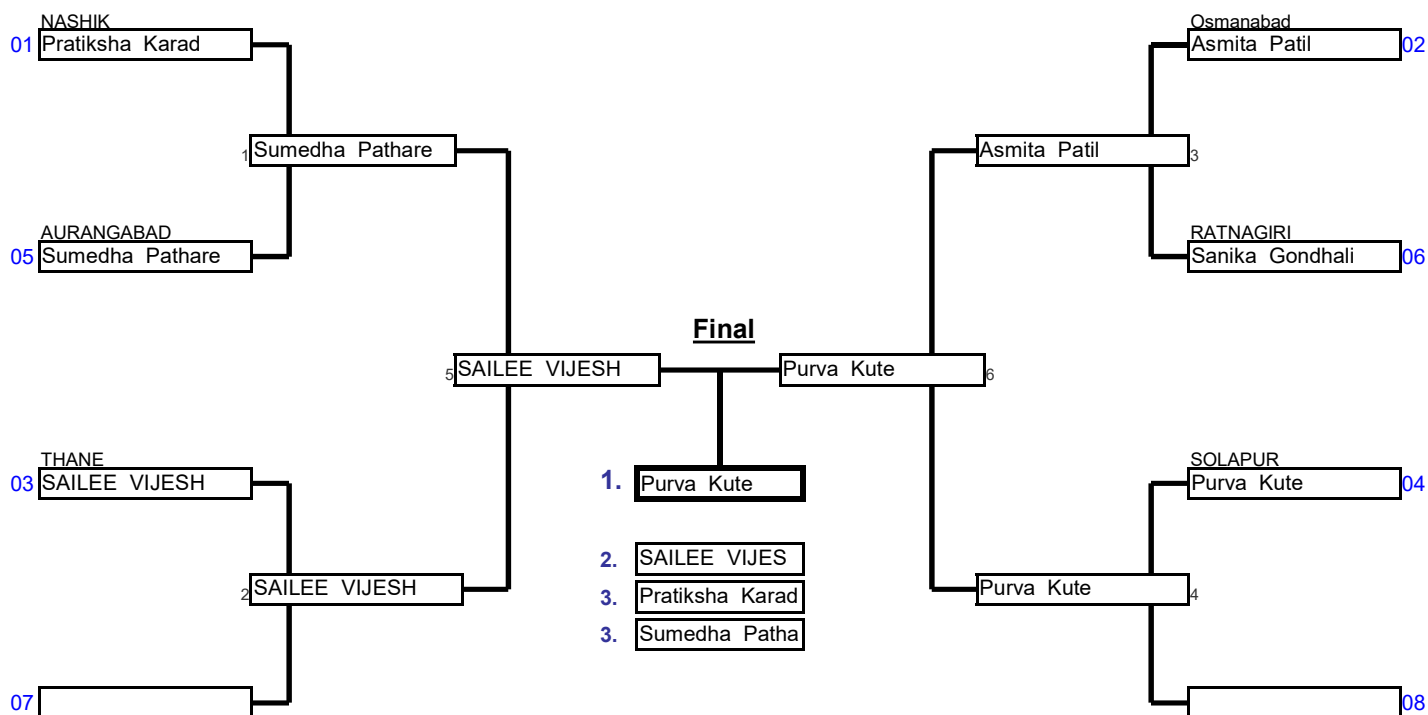 NASHIK
01 Pratiksha Karad
Osmanabad
Asmita Patil 02
1 Sumedha Pathare
Asmita Patil 3
AURANGABAD
05 Sumedha Pathare
RATNAGIRI
Sanika Gondhali 06
Final
5 SAILEE VIJESH
Purva Kute 6
THANE
03 SAILEE VIJESH
1. Purva Kute
SOLAPUR
Purva Kute 04
2. SAILEE VIJES
3. Pratiksha Karad
3. Sumedha Patha
2 SAILEE VIJESH
Purva Kute 4
07
08